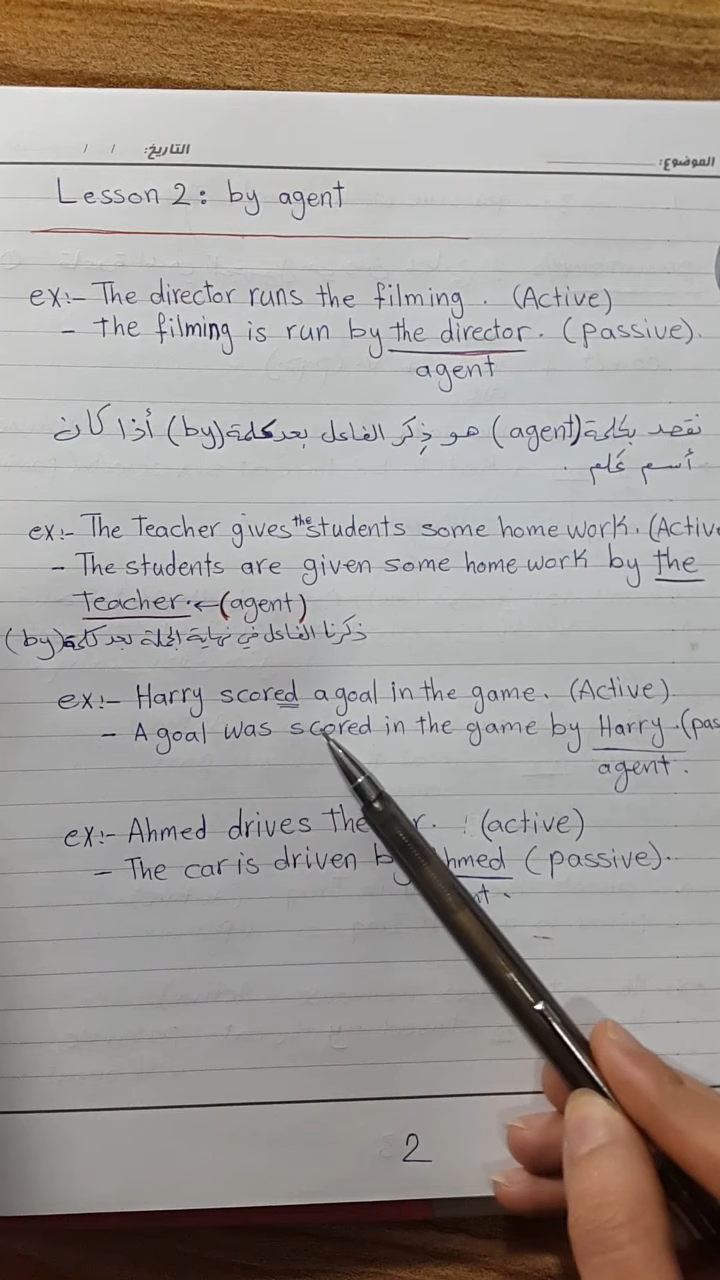 الموضوع: التاريخ: / /
Lesson 2: by agent
ex:- The director runs the filming. (Active)
- the filming is run by the director. (passive).
agent
نقصد بكلمة (agent) هو ذِكر الفاعل بعد كلمة (by) أذا كان
أسم عَلم .
ex:- The Teacher gives the students some home work. (Active
- The students are given some home work by the
Teacher. ← (agent)
ذكرنا الفاعل في نهاية الجملة بعد كلمة (by)
ex:- Harry scored a goal in the game. (Active).
- A goal was scored in the game by Harry. (pas
agent.
ex:- Ahmed drives The r. (active)
- The car is driven b hmed (passive).
nt.
2